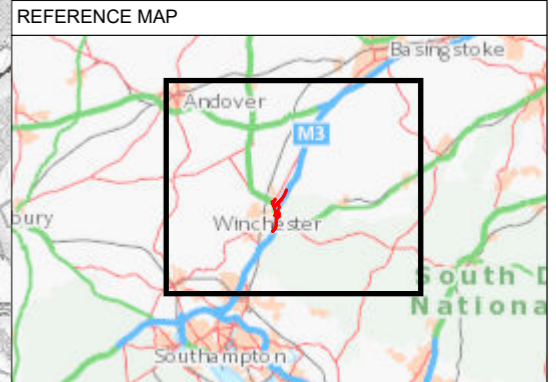 REFERENCE MAP
Basingstoke
Andover
M3
bury
Winchester
South D
Nationa
Southampton